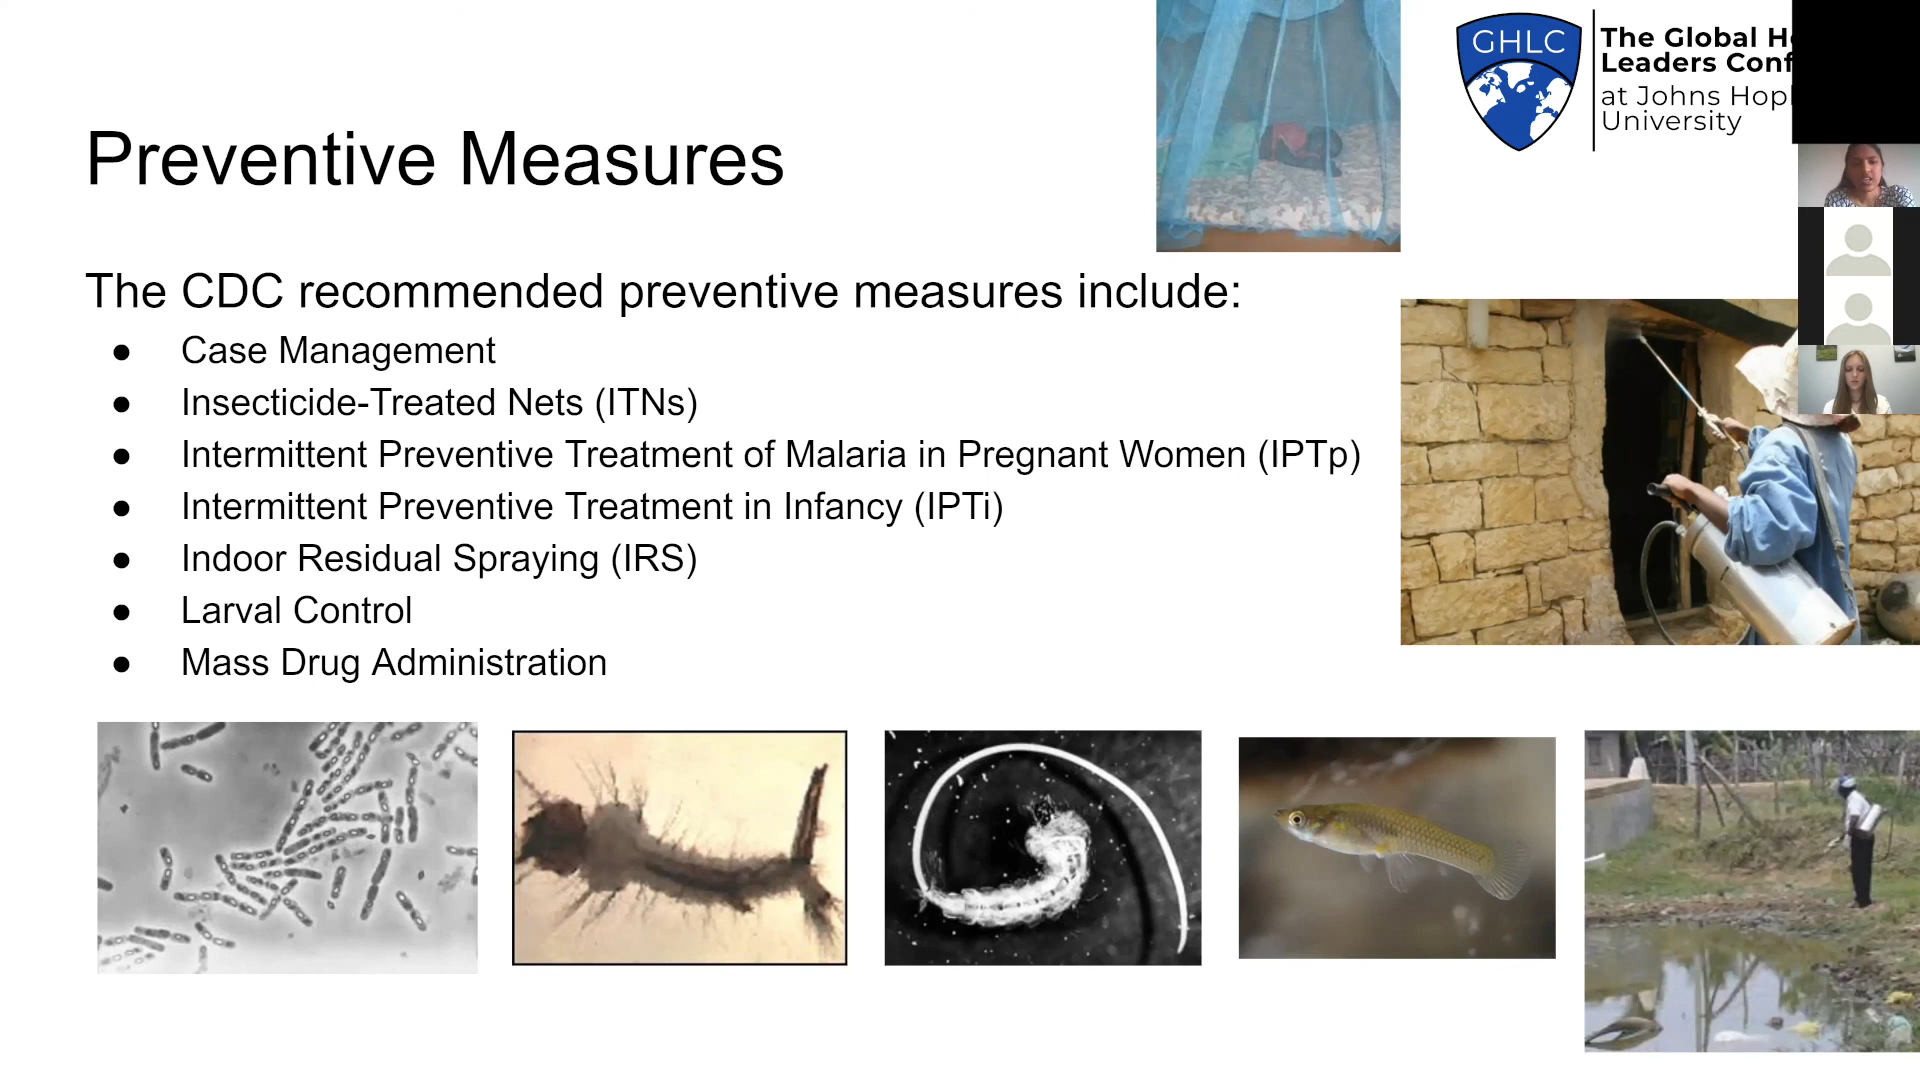 GHLC
The Global
Leaders
at Johns
University
Preventive Measures
The CDC recommended preventive measures include:
● Case Management
● Insecticide-Treated Nets (ITNs)
● Intermittent Preventive Treatment of Malaria in Pregnant Women (IPTp)
● Intermittent Preventive Treatment in Infancy (IPTi)
● Indoor Residual Spraying (IRS)
● Larval Control
● Mass Drug Administration